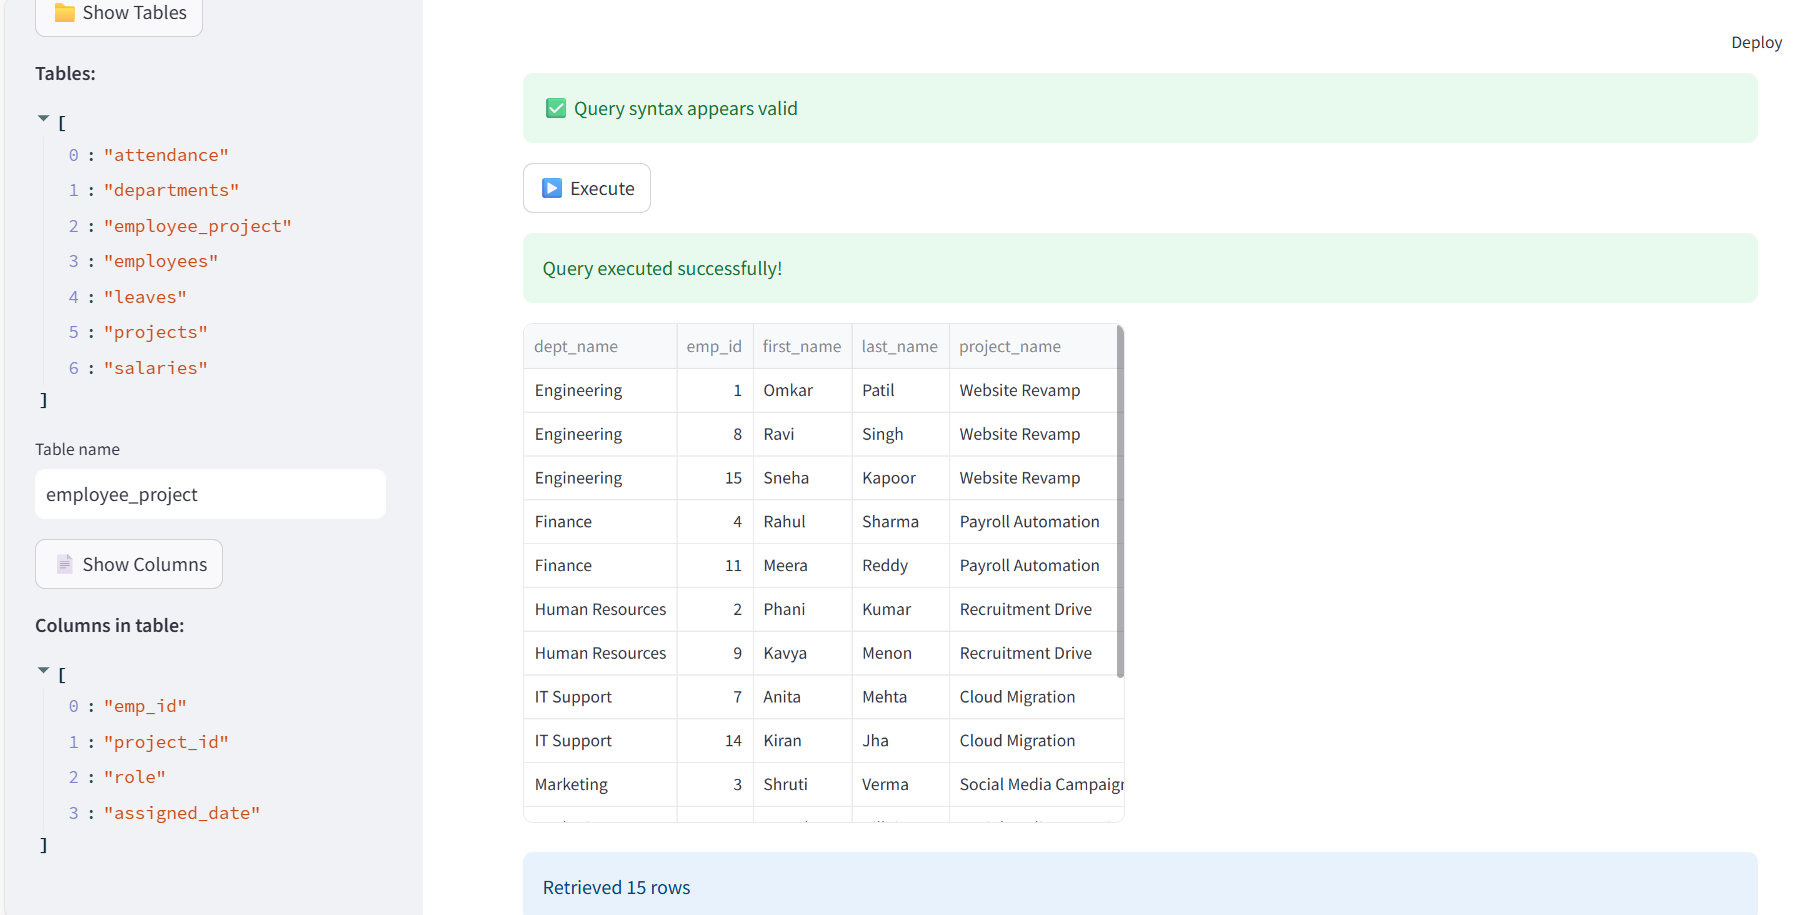 Show Tables
Tables:
[
0 : "attendance"
1 : "departments"
2 : "employee_project"
3 : "employees"
4 : "leaves"
5 : "projects"
6 : "salaries"
]
Table name
employee_project
Show Columns
Columns in table:
[
0 : "emp_id"
1 : "project_id"
2 : "role"
3 : "assigned_date"
]
Deploy
Query syntax appears valid
Execute
Query executed successfully!
dept_name emp_id first_name last_name project_name
Engineering 1 Omkar Patil Website Revamp
Engineering 8 Ravi Singh Website Revamp
Engineering 15 Sneha Kapoor Website Revamp
Finance 4 Rahul Sharma Payroll Automation
Finance 11 Meera Reddy Payroll Automation
Human Resources 2 Phani Kumar Recruitment Drive
Human Resources 9 Kavya Menon Recruitment Drive
IT Support 7 Anita Mehta Cloud Migration
IT Support 14 Kiran Jha Cloud Migration
Marketing 3 Shruti Verma Social Media Campaign
Retrieved 15 rows